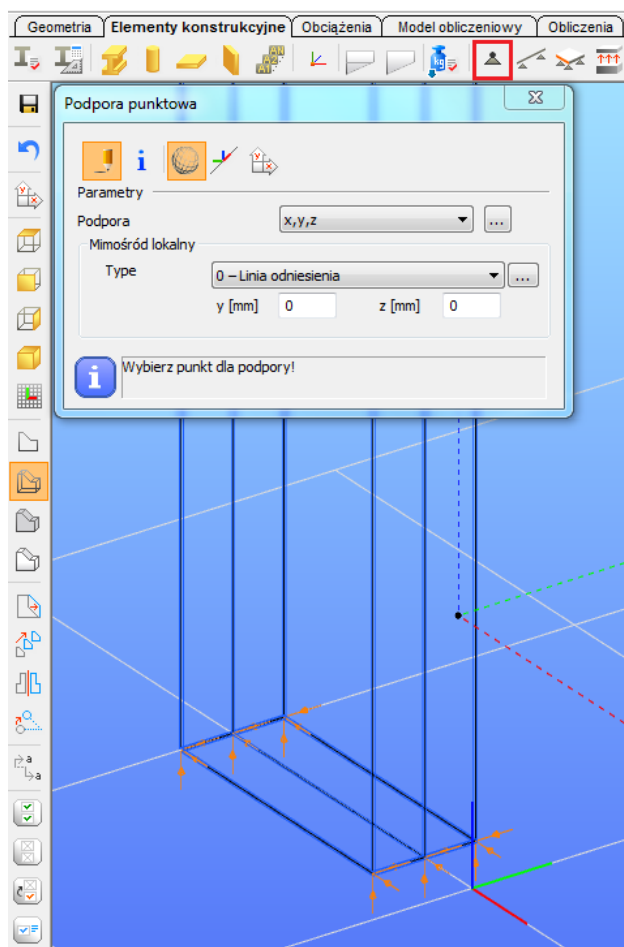 Geometria Elementy konstrukcyjne Obciążenia Model obliczeniowy Obliczenia
Podpora punktowa
Parametry
Podpora x,y,z ...
Mimośród lokalny
Type 0 – Linia odniesienia ...
y [mm] 0 z [mm] 0
Wybierz punkt dla podpory!